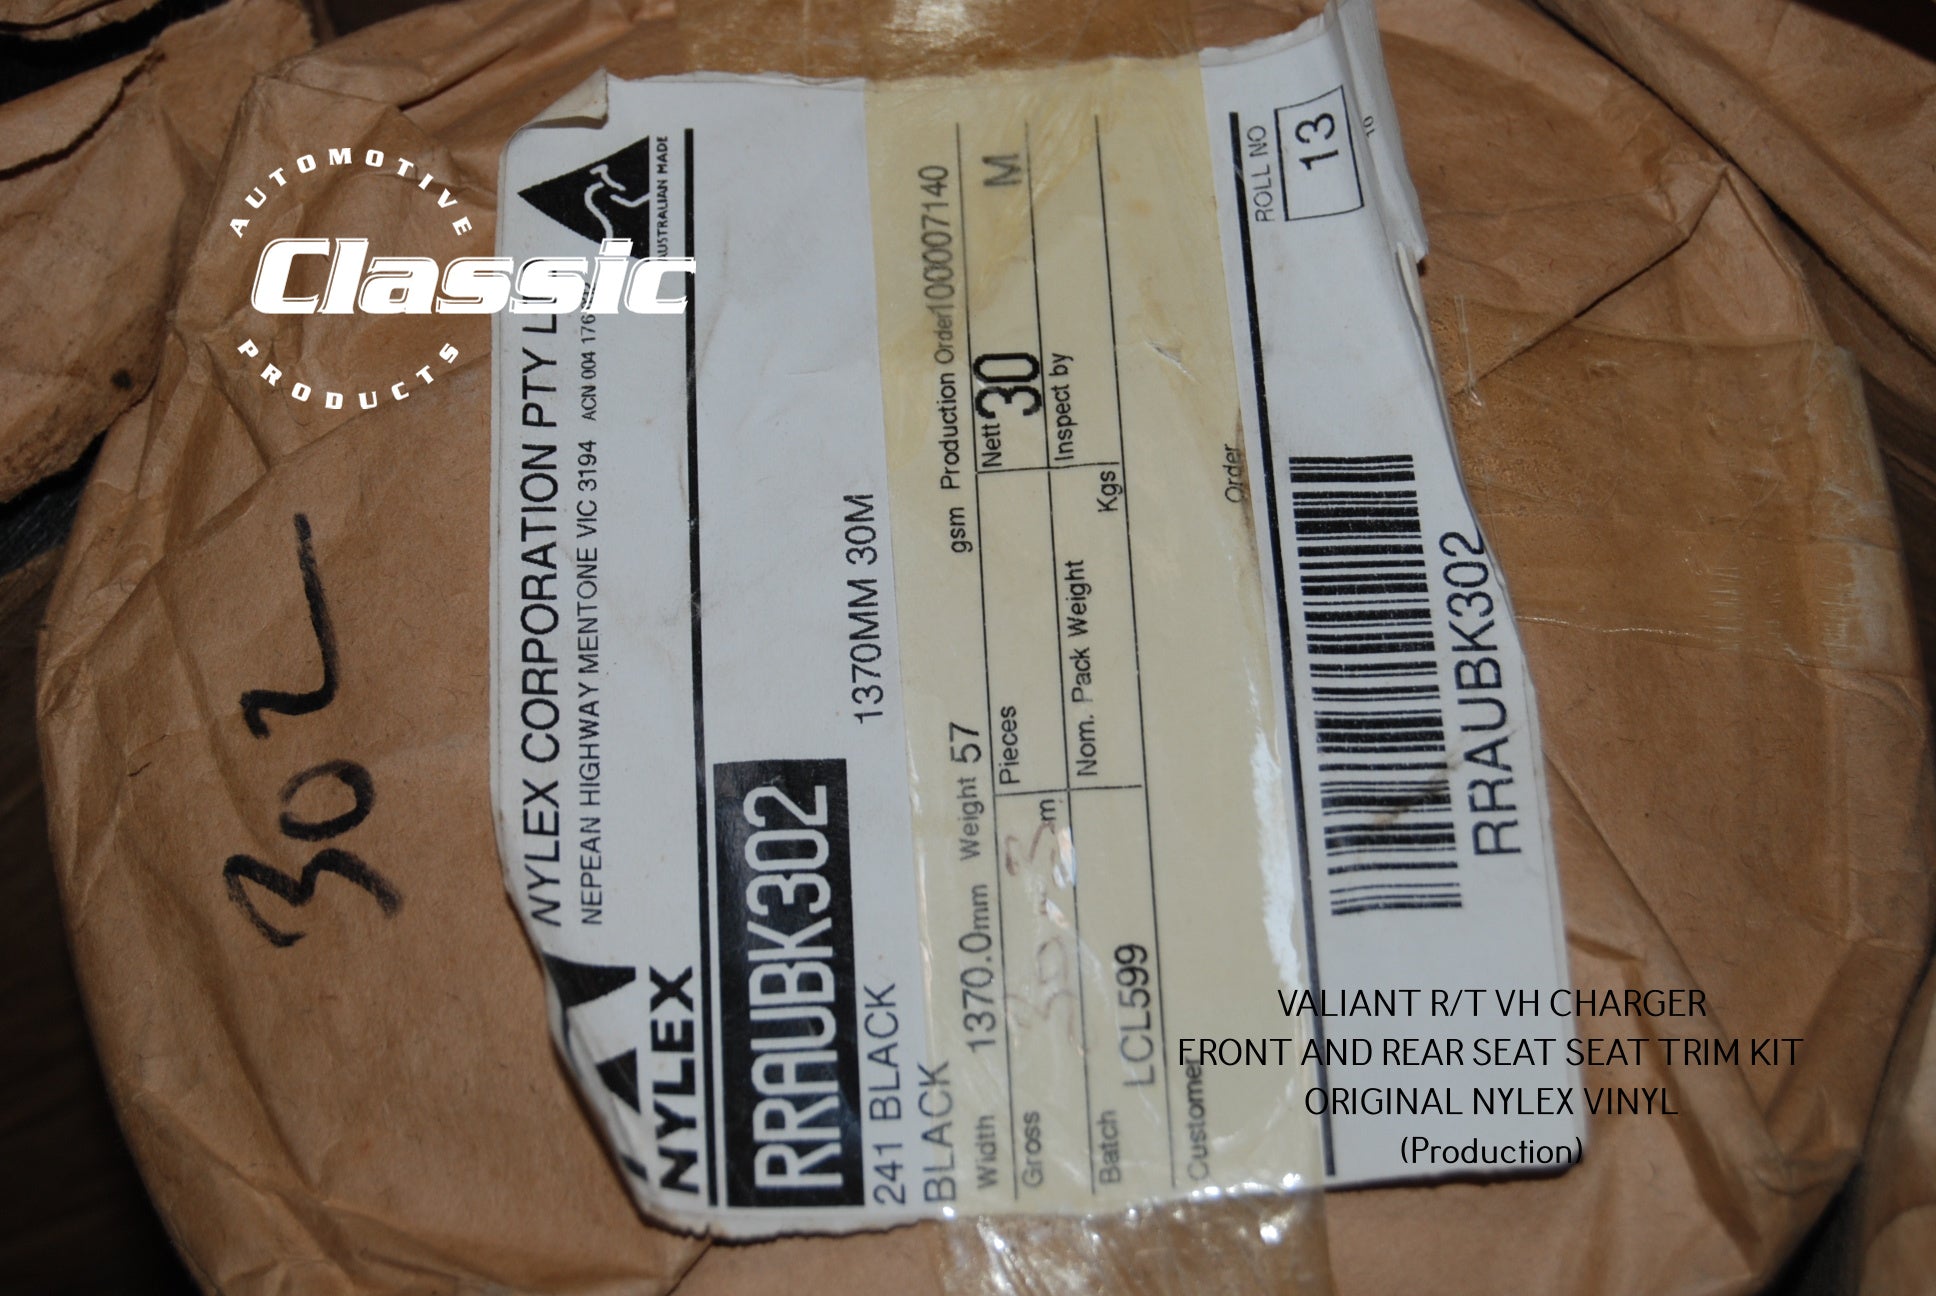 AUTOMOTIVE
Classic
PRODUCTS
302
NYLEX
NYLEX CORPORATION PTY
NEPEAN HIGHWAY MENTONE VIC 3194 ACN 004 176
AUSTRALIAN MADE
RRAUBK302
241 BLACK 1370MM 30M
BLACK
Width 1370.0mm Weight 57 gsm Production Order 1000007140
Gross 30 m Pieces Nett 30 M
Batch LCL599 Nom. Pack Weight Kgs Inspect by
Customer Order
ROLL NO
13
RRAUBK302
VALIANT R/T VH CHARGER
FRONT AND REAR SEAT SEAT TRIM KIT
ORIGINAL NYLEX VINYL
(Production)